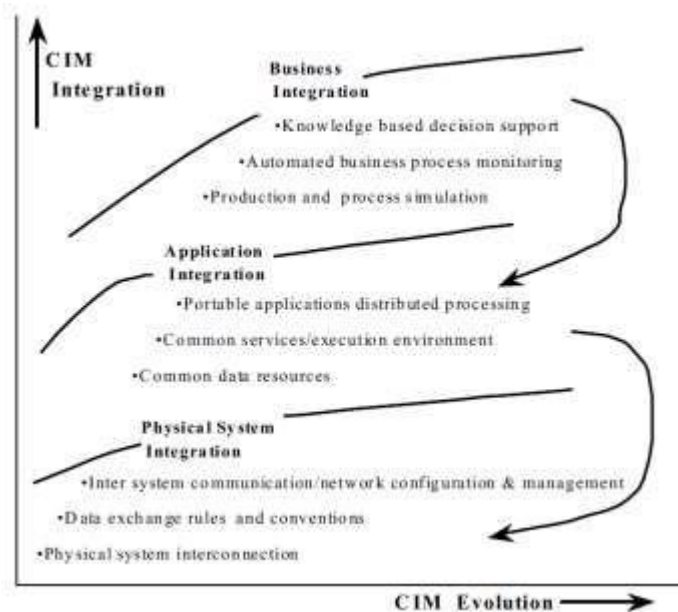 CIM
Integration
Business
Integration
•Knowledge based decision support
•Automated business process monitoring
•Production and process simulation
Application
Integration
•Portable applications distributed processing
•Common services/execution environment
•Common data resources
Physical System
Integration
•Inter system communication/network configuration & management
•Data exchange rules and conventions
•Physical system interconnection
CIM Evolution